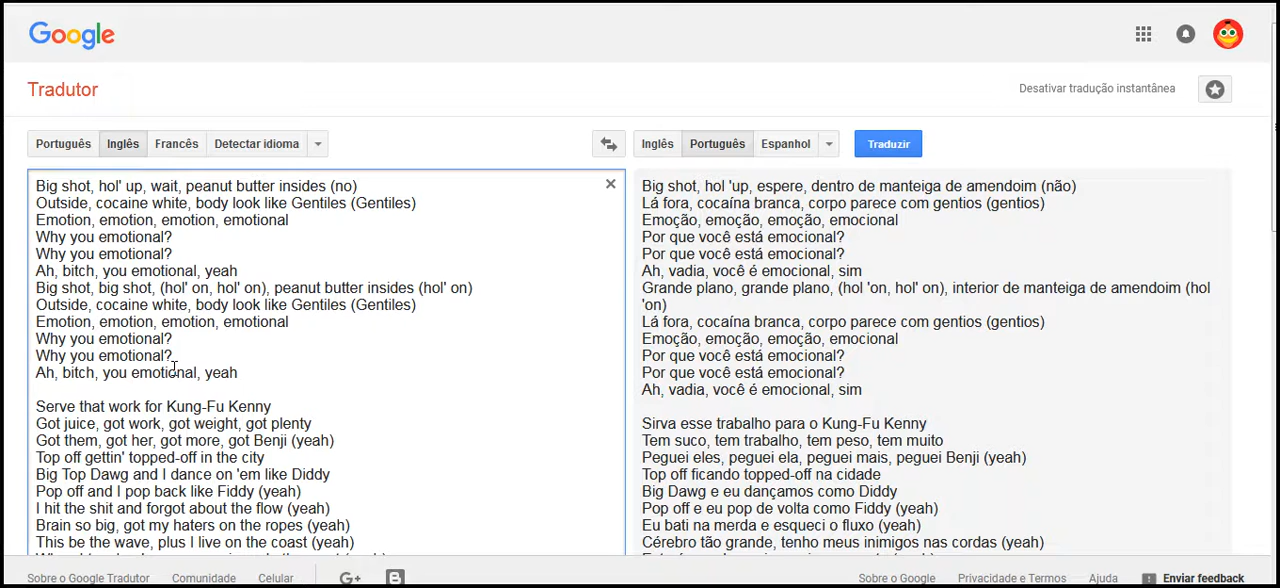 Google
Tradutor
Desativar tradução instantânea
Português Inglês Francês Detectar idioma
Inglês Português Espanhol Traduzir
Big shot, hol' up, wait, peanut butter insides (no)
Outside, cocaine white, body look like Gentiles (Gentiles)
Emotion, emotion, emotion, emotional
Why you emotional?
Why you emotional?
Ah, bitch, you emotional, yeah
Big shot, big shot, (hol' on, hol' on), peanut butter insides (hol' on)
Outside, cocaine white, body look like Gentiles (Gentiles)
Emotion, emotion, emotion, emotional
Why you emotional?
Why you emotional?
Ah, bitch, you emotional, yeah
Serve that work for Kung-Fu Kenny
Got juice, got work, got weight, got plenty
Got them, got her, got more, got Benji (yeah)
Top off gettin' topped-off in the city
Big Top Dawg and I dance on 'em like Diddy
Pop off and I pop back like Fiddy (yeah)
I hit the shit and forgot about the flow (yeah)
Brain so big, got my haters on the ropes (yeah)
This be the wave, plus I live on the coast (yeah)
Big shot, hol 'up, espere, dentro de manteiga de amendoim (não)
Lá fora, cocaína branca, corpo parece com gentios (gentios)
Emoção, emoção, emoção, emocional
Por que você está emocional?
Por que você está emocional?
Ah, vadia, você é emocional, sim
Grande plano, grande plano, (hol 'on, hol' on), interior de manteiga de amendoim (hol
'on)
Lá fora, cocaína branca, corpo parece com gentios (gentios)
Emoção, emoção, emoção, emocional
Por que você está emocional?
Por que você está emocional?
Ah, vadia, você é emocional, sim
Sirva esse trabalho para o Kung-Fu Kenny
Tem suco, tem trabalho, tem peso, tem muito
Peguei eles, peguei ela, peguei mais, peguei Benji (yeah)
Top off ficando topped-off na cidade
Big Dawg e eu dançamos como Diddy
Pop off e eu pop de volta como Fiddy (yeah)
Eu bati na merda e esqueci o fluxo (yeah)
Cérebro tão grande, tenho meus inimigos nas cordas (yeah)
Sobre o Google Tradutor Comunidade Celular G+ Sobre o Google Privacidade e Termos Ajuda Enviar feedback